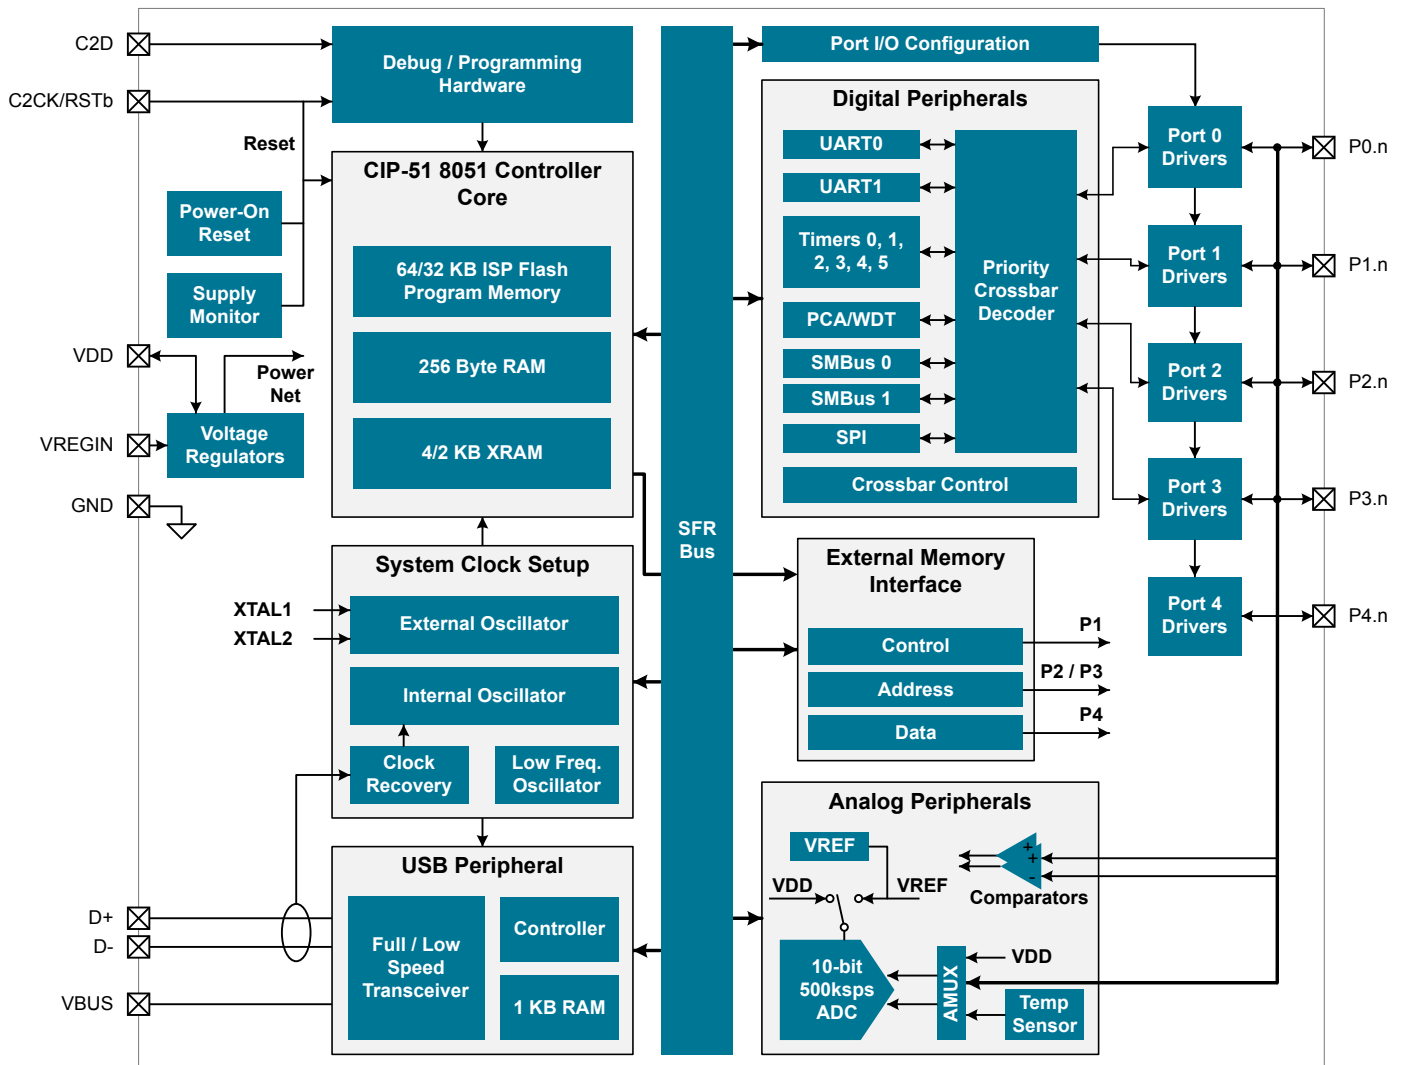 C2D
C2CK/RSTb
Debug / Programming
Hardware
Reset
Power-On
Reset
Supply
Monitor
VDD
Power
Net
VREGIN
Voltage
Regulators
GND
CIP-51 8051 Controller
Core
64/32 KB ISP Flash
Program Memory
256 Byte RAM
4/2 KB XRAM
System Clock Setup
XTAL1
XTAL2
External Oscillator
Internal Oscillator
Clock
Recovery
Low Freq.
Oscillator
USB Peripheral
D+
D-
VBUS
Full / Low
Speed
Transceiver
Controller
1 KB RAM
SFR
Bus
Port I/O Configuration
Digital Peripherals
UART0
UART1
Timers 0, 1,
2, 3, 4, 5
PCA/WDT
SMBus 0
SMBus 1
SPI
Priority
Crossbar
Decoder
Crossbar Control
External Memory
Interface
Control
Address
Data
P1
P2 / P3
P4
Analog Peripherals
VREF
VDD
VREF
+
+
-
Comparators
10-bit
500ksps
ADC
AMUX
VDD
Temp
Sensor
Port 0
Drivers
Port 1
Drivers
Port 2
Drivers
Port 3
Drivers
Port 4
Drivers
P0.n
P1.n
P2.n
P3.n
P4.n